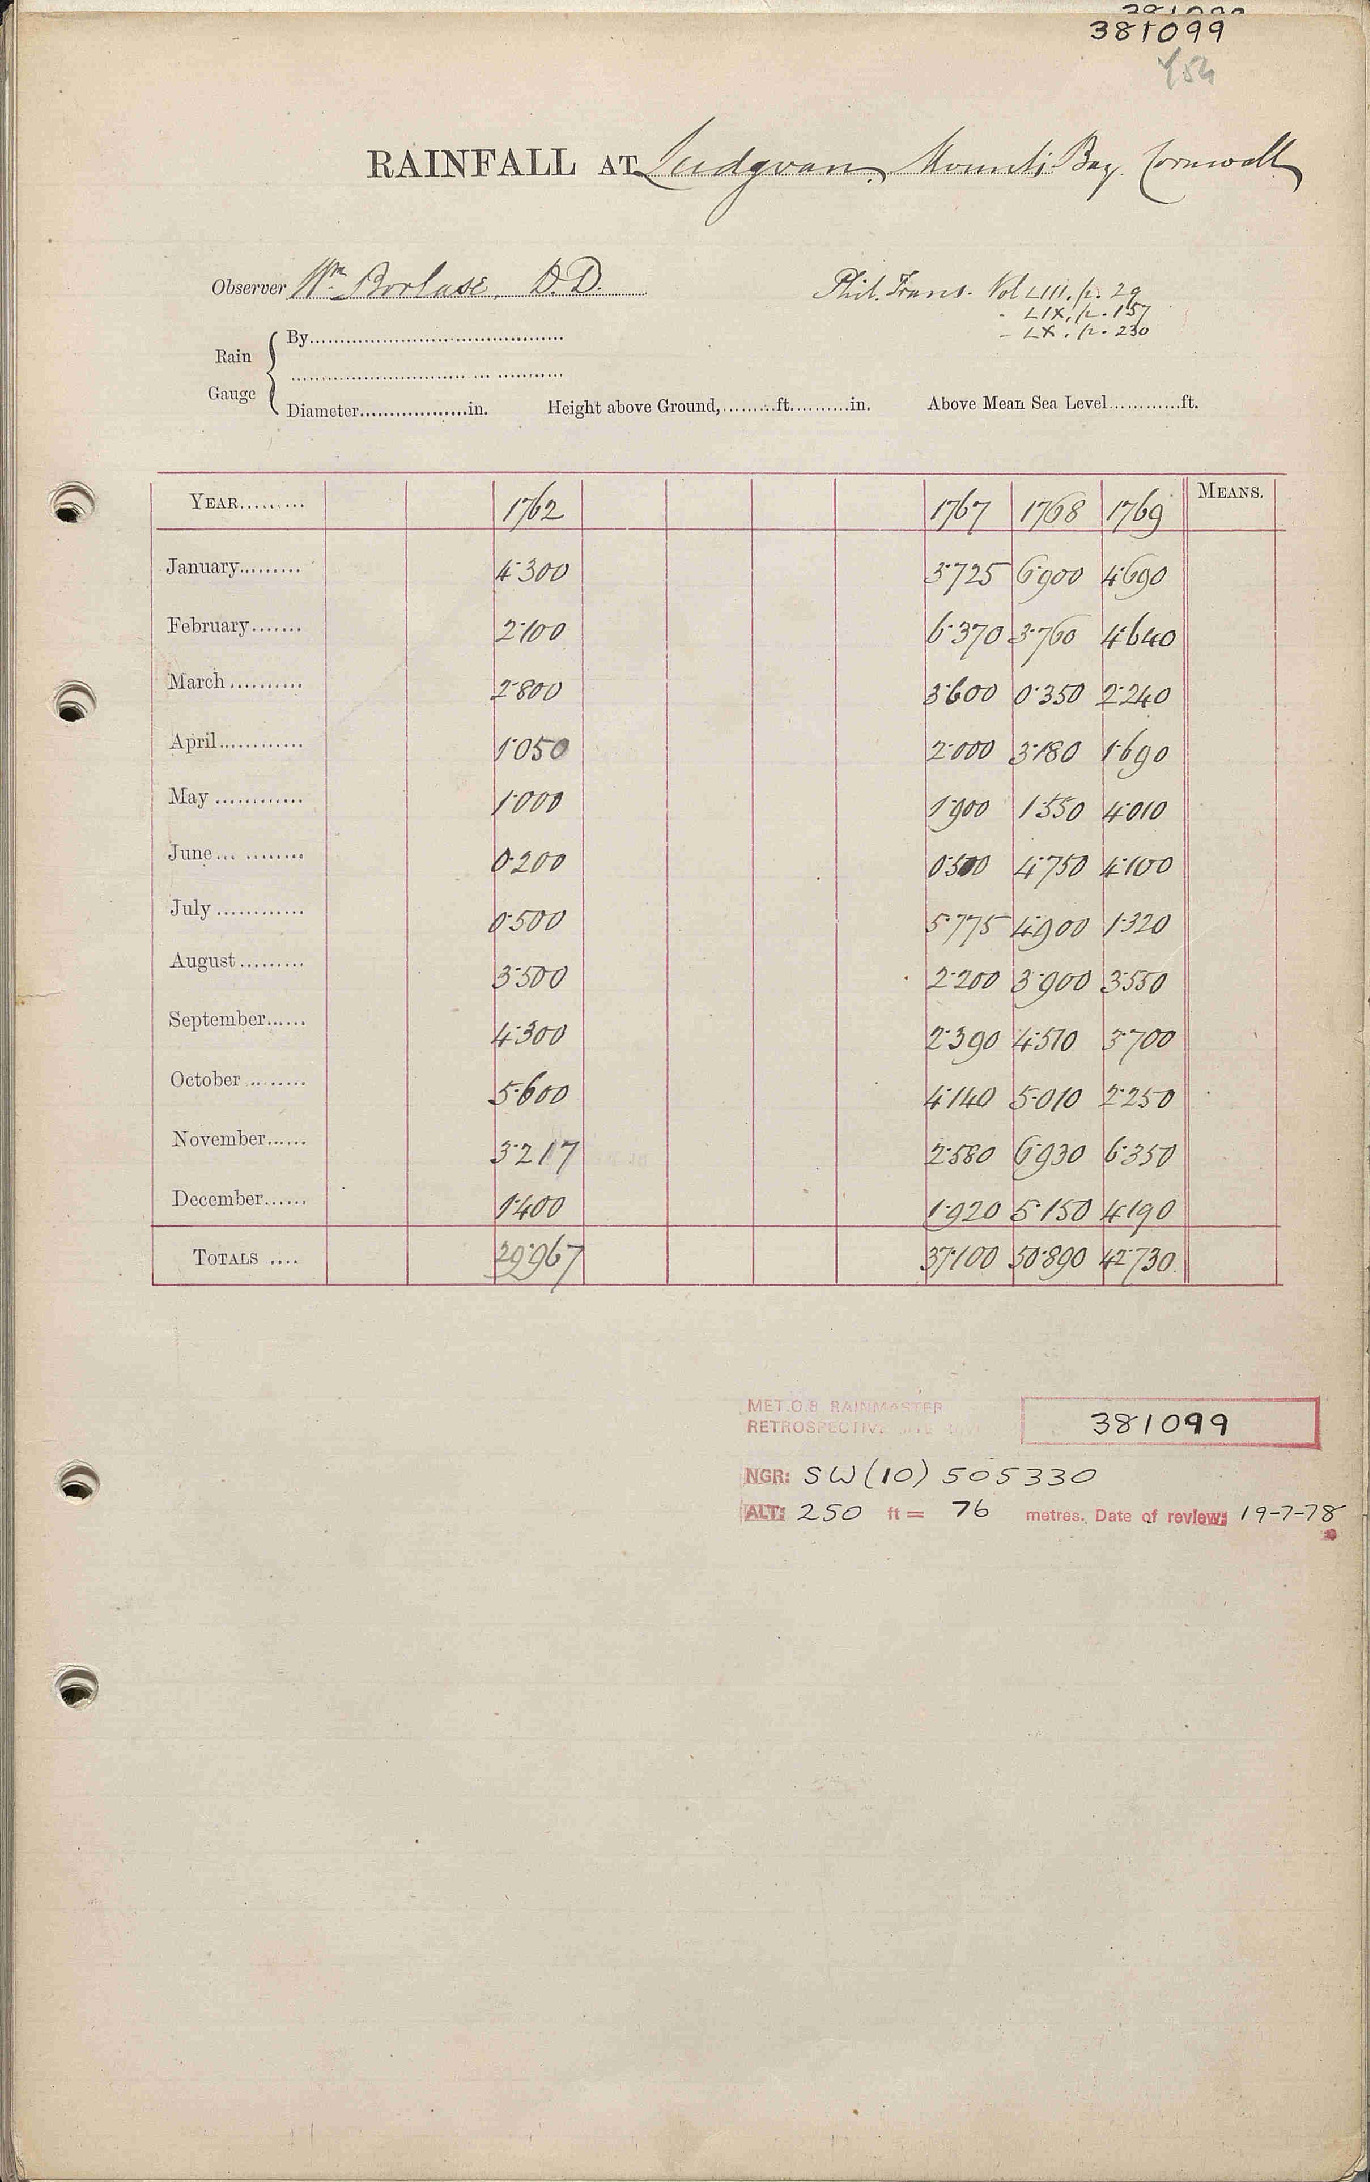 381099
RAINFALL AT Ludgvan, Mounts Bay Cornwall
Observer Wm Borlase, D.D.
Phil. Trans. Vol LIII, p. 29
" LIX, p. 157
– LX. p. 230
Rain Gauge
By
Diameter in. Height above Ground, ft. in. Above Mean Sea Level ft.
YEAR 1762 1767 1768 1769 MEANS.
January 4·300 3·725 6·900 4·690
February 2·100 6·370 3·760 4·640
March 2·800 3·600 0·350 2·240
April 1·050 2·000 3·180 1·690
May 1·000 1·900 1·550 4·010
June 0·200 0·500 4·750 4·100
July 0·500 5·775 4·900 1·320
August 3·500 2·200 3·900 3·550
September 4·300 2·390 4·510 3·700
October 5·600 4·140 5·010 2·250
November 3·217 2·580 6·930 6·350
December 1·400 1·920 5·150 4·190
TOTALS 29·967 37·100 50·890 42·730
MET.O.8 RAINMASTER
RETROSPECTIVE 381099
NGR: SW (10) 505330
ALT: 250 ft = 76 metres. Date of review: 19-7-78